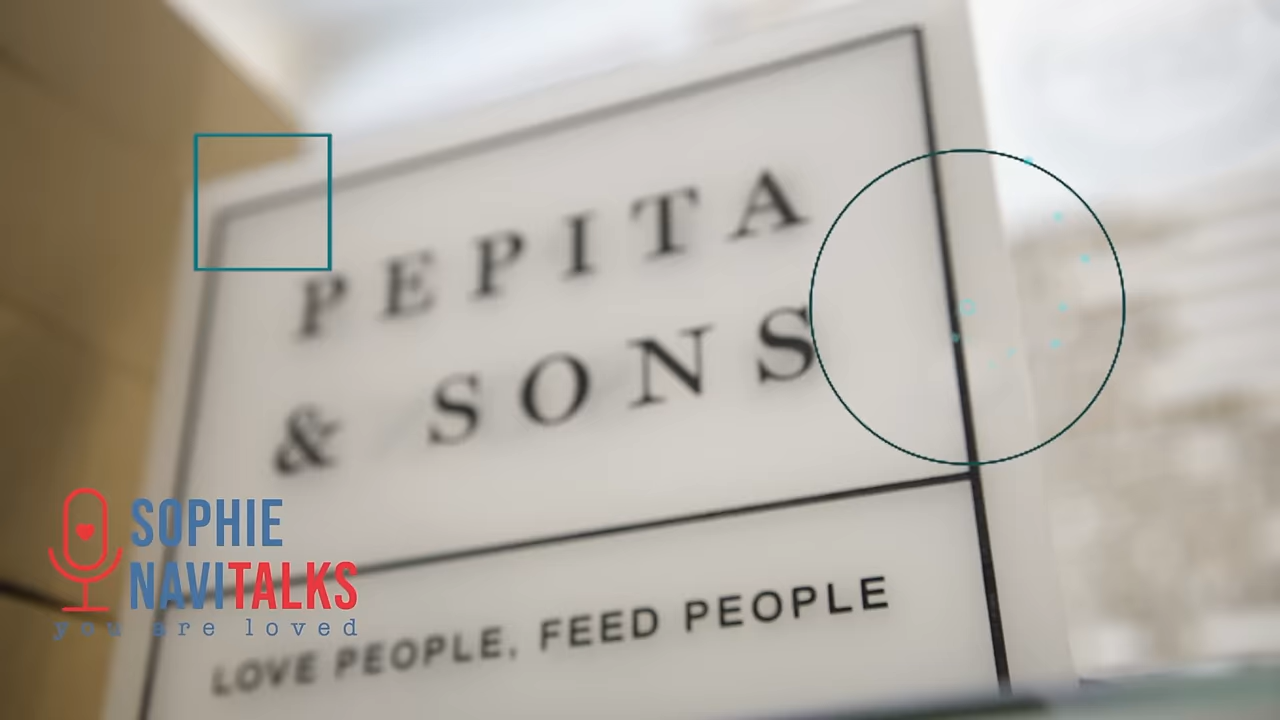 PEPITA
& SONS
LOVE PEOPLE, FEED PEOPLE
SOPHIE
NAVITALKS
you are loved